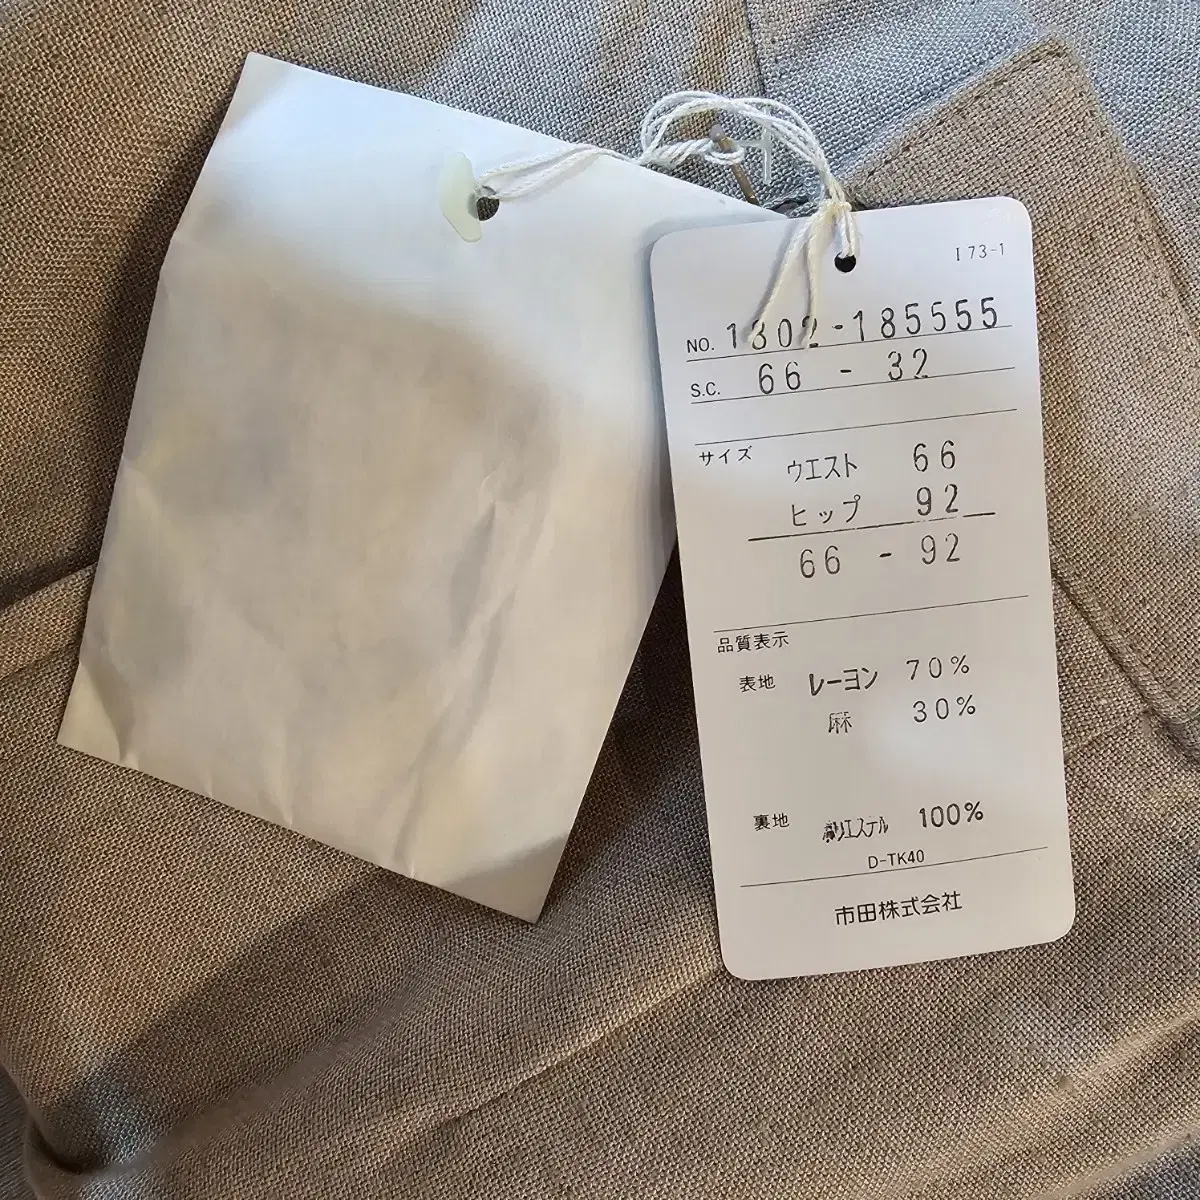 I 73-1
NO. 1802-185555
S.C. 66 - 32
サイズ ウエスト 66
ヒップ 92
66 - 92
品質表示
表地 レーヨン 70%
麻 30%
裏地 ポリエステル 100%
D-TK40
市田株式会社